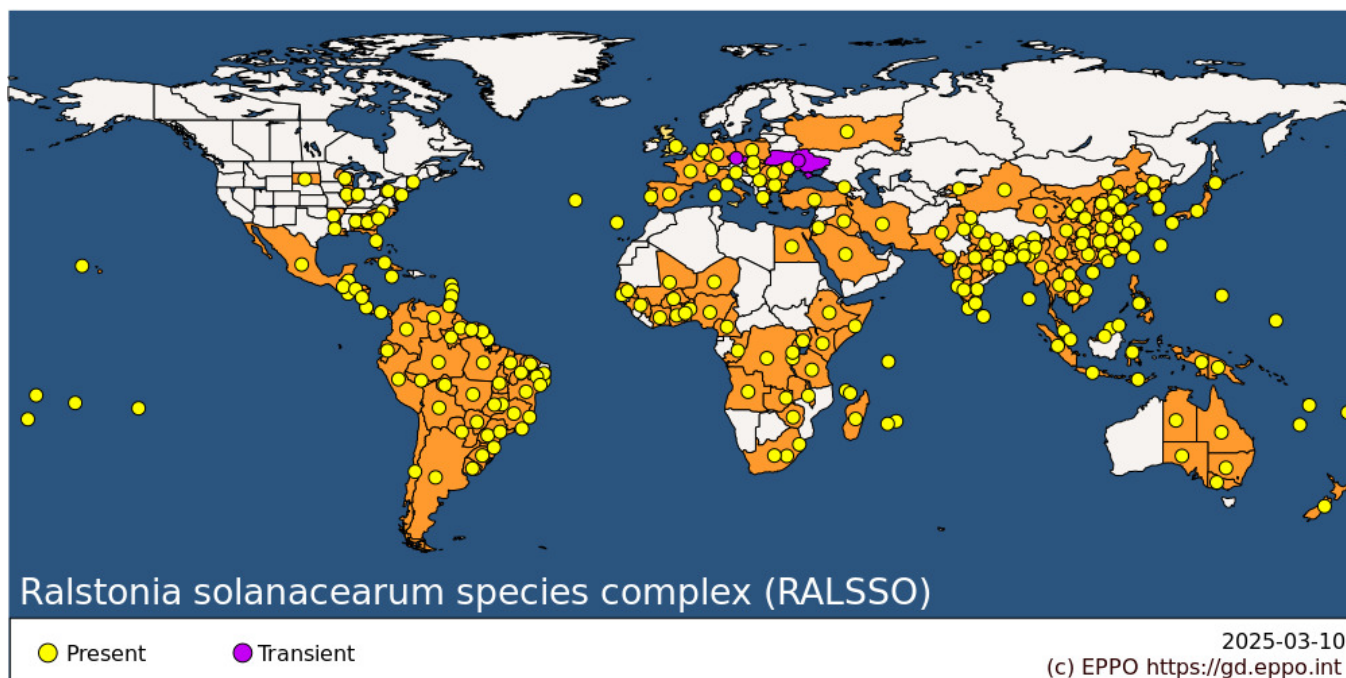 Ralstonia solanacearum species complex (RALSSO)
Present
Transient
2025-03-10
(c) EPPO https://gd.eppo.int